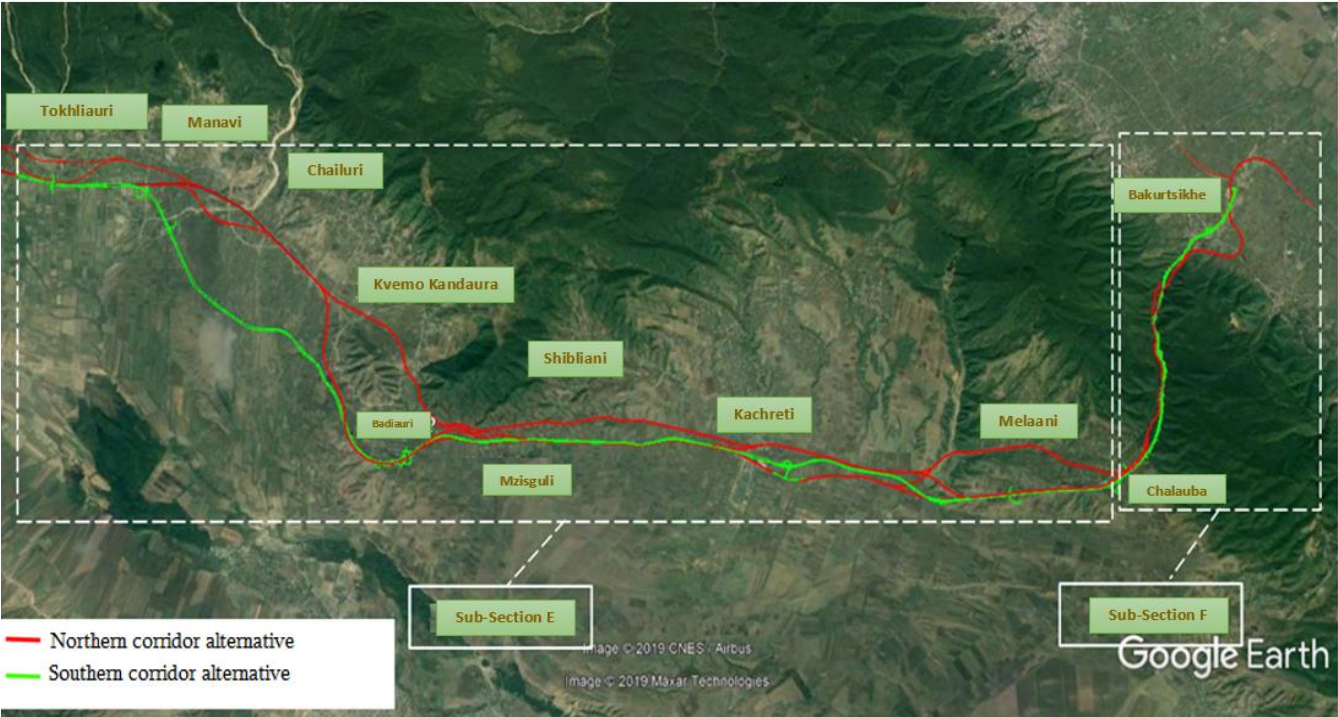 Tokhliauri
Manavi
Chailuri
Bakurtsikhe
Kvemo Kandaura
Shibliani
Badiauri
Kachreti
Melaani
Mzisguli
Chalauba
Sub-Section E
Sub-Section F
Northern corridor alternative
Southern corridor alternative
Image © 2019 CNES / Airbus
Image © 2019 Maxar Technologies
Google Earth